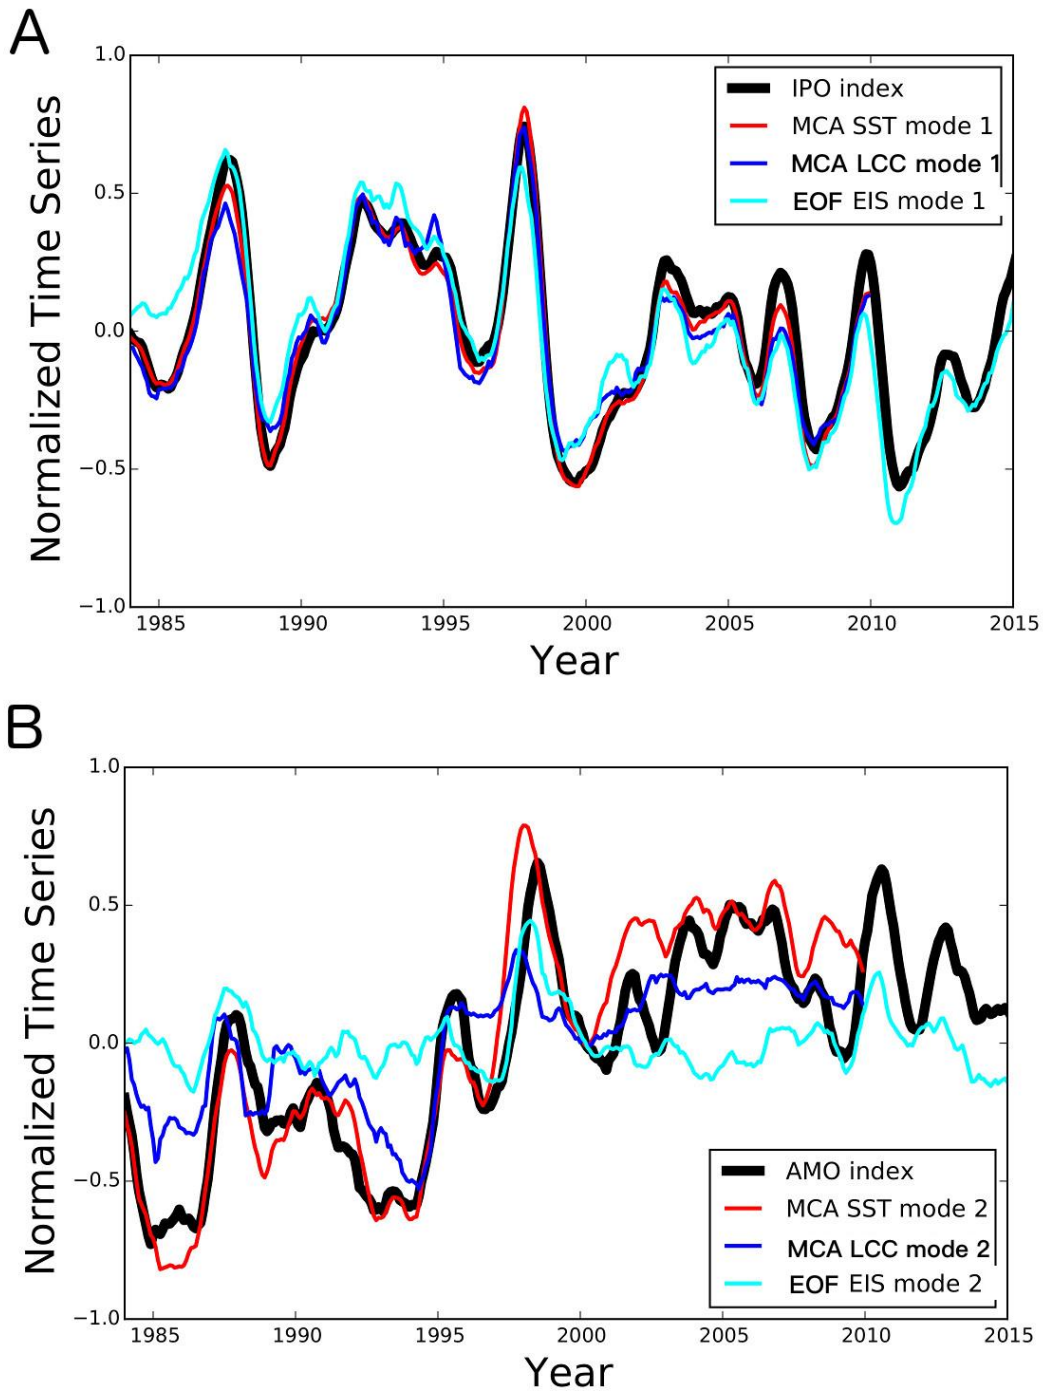 A
1.0
0.5
0.0
−0.5
−1.0
Normalized Time Series
IPO index
MCA SST mode 1
MCA LCC mode 1
EOF EIS mode 1
1985 1990 1995 2000 2005 2010 2015
Year
B
1.0
0.5
0.0
−0.5
−1.0
Normalized Time Series
AMO index
MCA SST mode 2
MCA LCC mode 2
EOF EIS mode 2
1985 1990 1995 2000 2005 2010 2015
Year